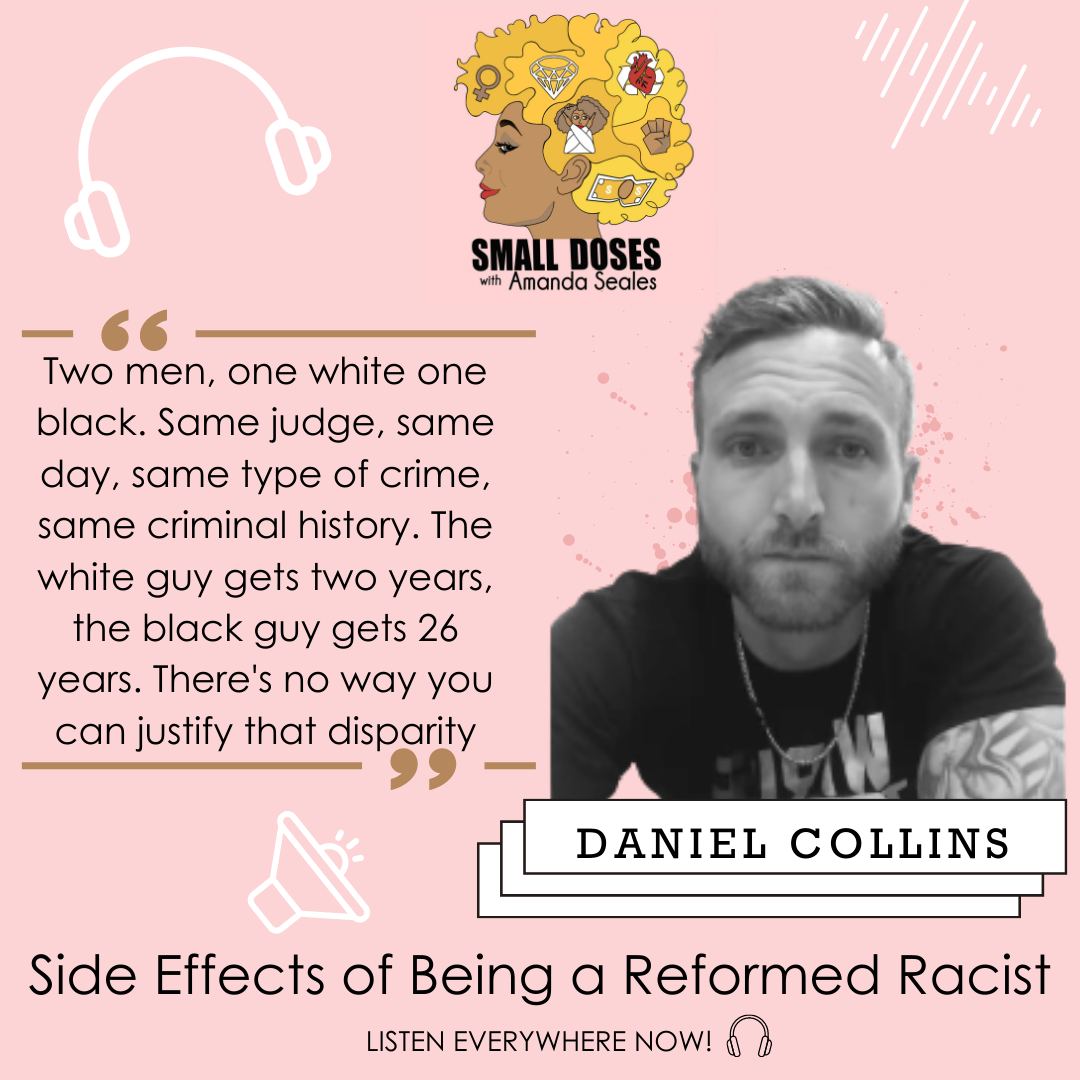 SMALL DOSES
with Amanda Seales
“
Two men, one white one
black. Same judge, same
day, same type of crime,
same criminal history. The
white guy gets two years,
the black guy gets 26
years. There's no way you
can justify that disparity
”
DANIEL COLLINS
Side Effects of Being a Reformed Racist
LISTEN EVERYWHERE NOW!